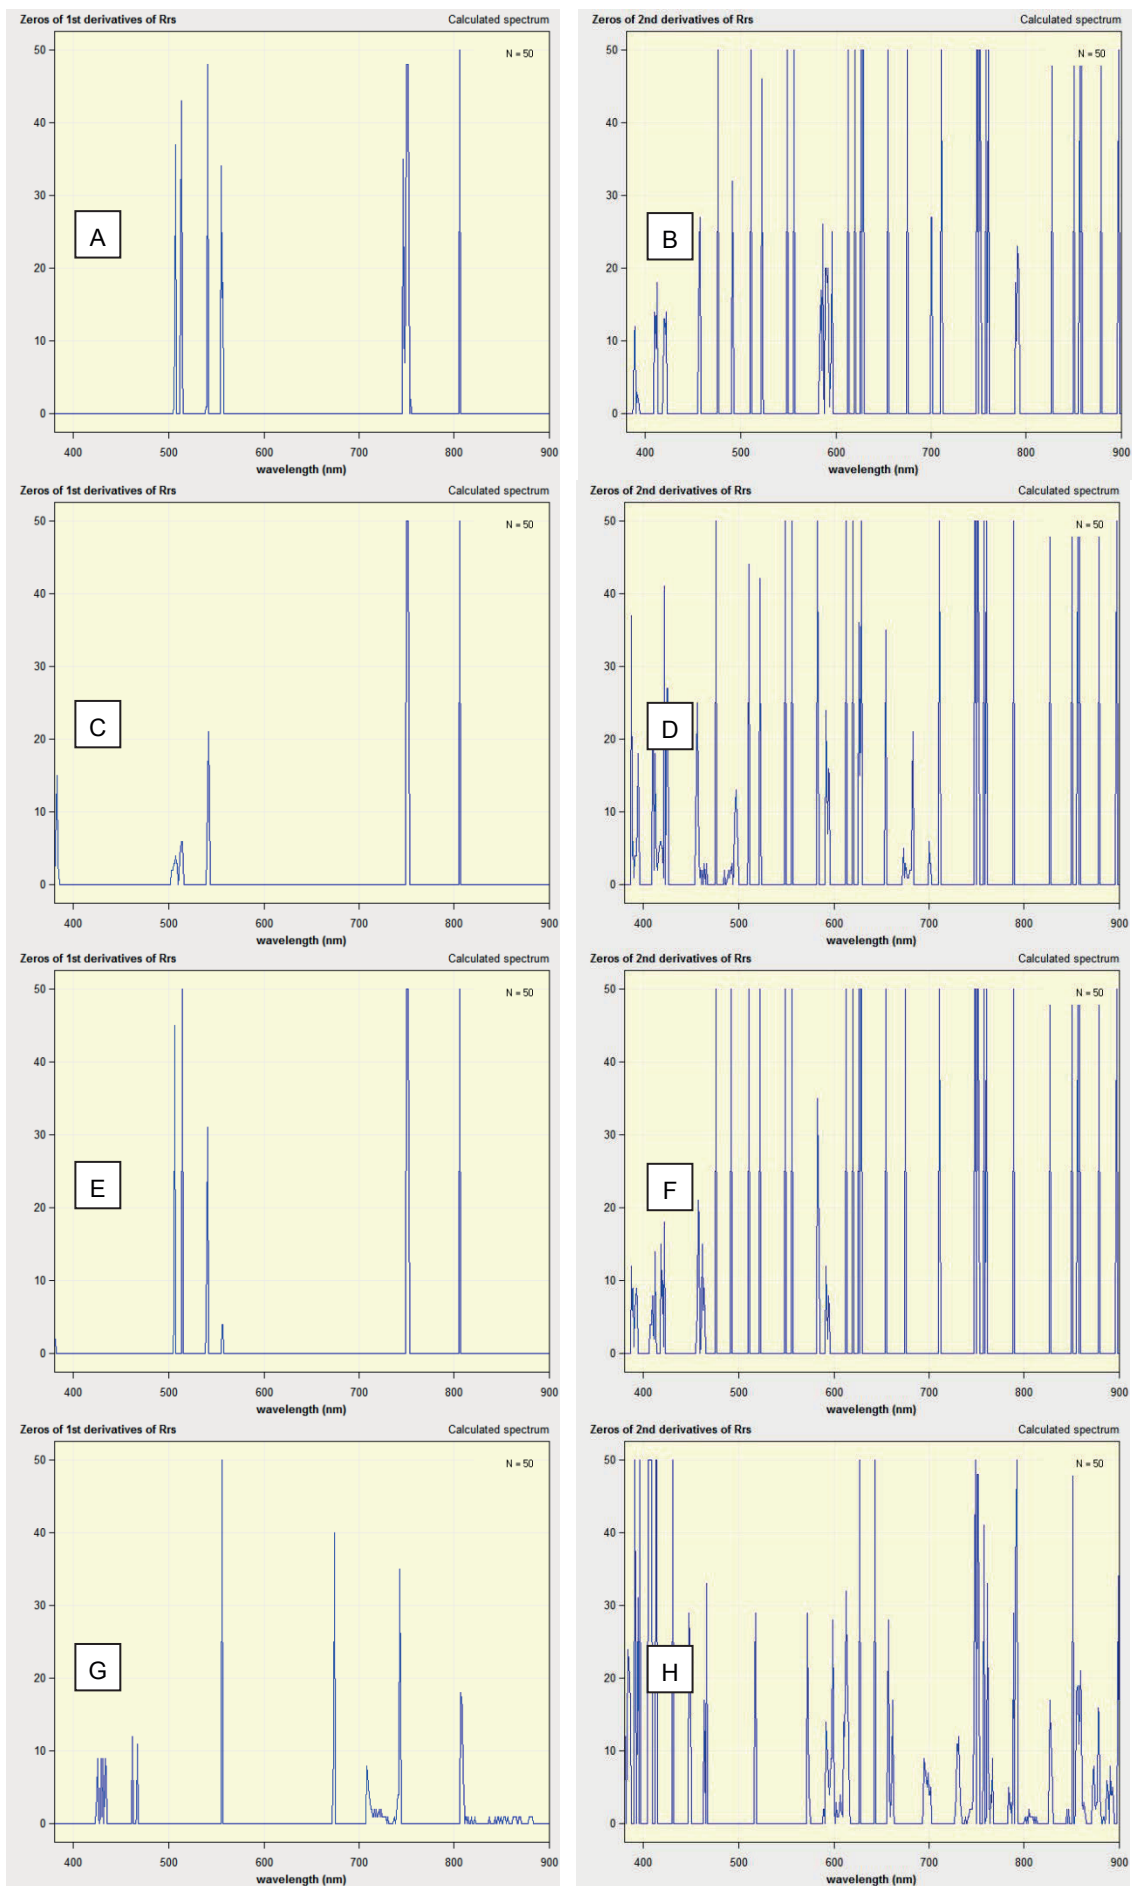 Zeros of 1st derivatives of Rrs Calculated spectrum
N = 50
50
40
30
20
10
0
A
400 500 600 700 800 900
wavelength (nm)
Zeros of 2nd derivatives of Rrs Calculated spectrum
N = 50
50
40
30
20
10
0
B
400 500 600 700 800 900
wavelength (nm)
Zeros of 1st derivatives of Rrs Calculated spectrum
N = 50
50
40
30
20
10
0
C
400 500 600 700 800 900
wavelength (nm)
Zeros of 2nd derivatives of Rrs Calculated spectrum
N = 50
50
40
30
20
10
0
D
400 500 600 700 800 900
wavelength (nm)
Zeros of 1st derivatives of Rrs Calculated spectrum
N = 50
50
40
30
20
10
0
E
400 500 600 700 800 900
wavelength (nm)
Zeros of 2nd derivatives of Rrs Calculated spectrum
N = 50
50
40
30
20
10
0
F
400 500 600 700 800 900
wavelength (nm)
Zeros of 1st derivatives of Rrs Calculated spectrum
N = 50
50
40
30
20
10
0
G
400 500 600 700 800 900
wavelength (nm)
Zeros of 2nd derivatives of Rrs Calculated spectrum
N = 50
50
40
30
20
10
0
H
400 500 600 700 800 900
wavelength (nm)